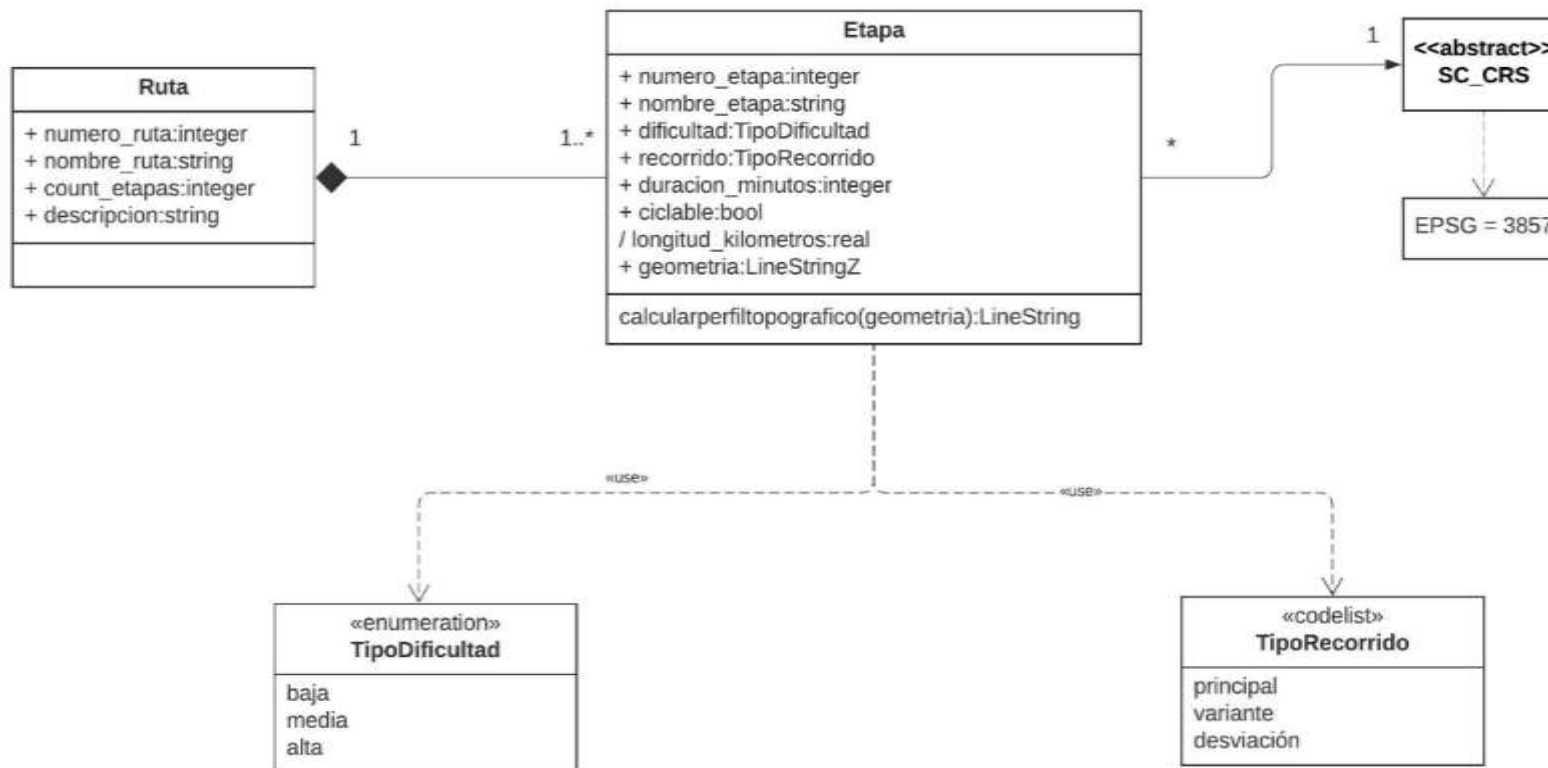 Ruta
+ numero_ruta:integer
+ nombre_ruta:string
+ count_etapas:integer
+ descripcion:string
1
1..*
Etapa
+ numero_etapa:integer
+ nombre_etapa:string
+ dificultad:TipoDificultad
+ recorrido:TipoRecorrido
+ duracion_minutos:integer
+ ciclable:bool
/ longitud_kilometros:real
+ geometria:LineStringZ
calcularperfiltopografico(geometria):LineString
*
1
<<abstract>>
SC_CRS
EPSG = 3857
«use»
«use»
«enumeration»
TipoDificultad
baja
media
alta
«codelist»
TipoRecorrido
principal
variante
desviación